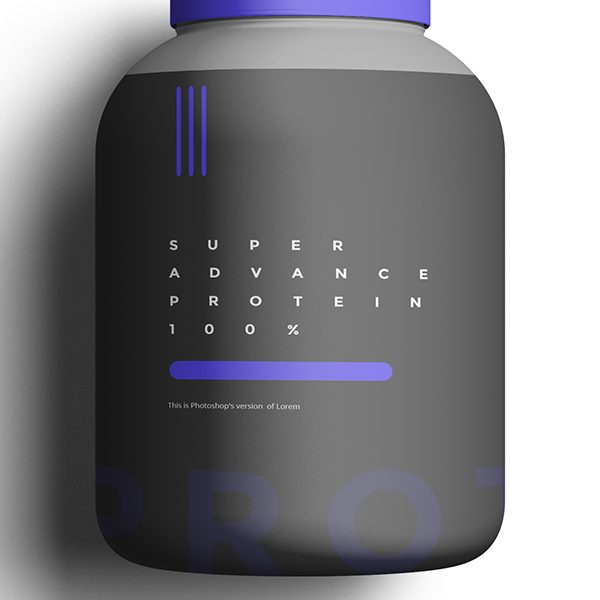 SUPER
ADVANCE
PROTEIN
100%
This is Photoshop's version of Lorem
PROT